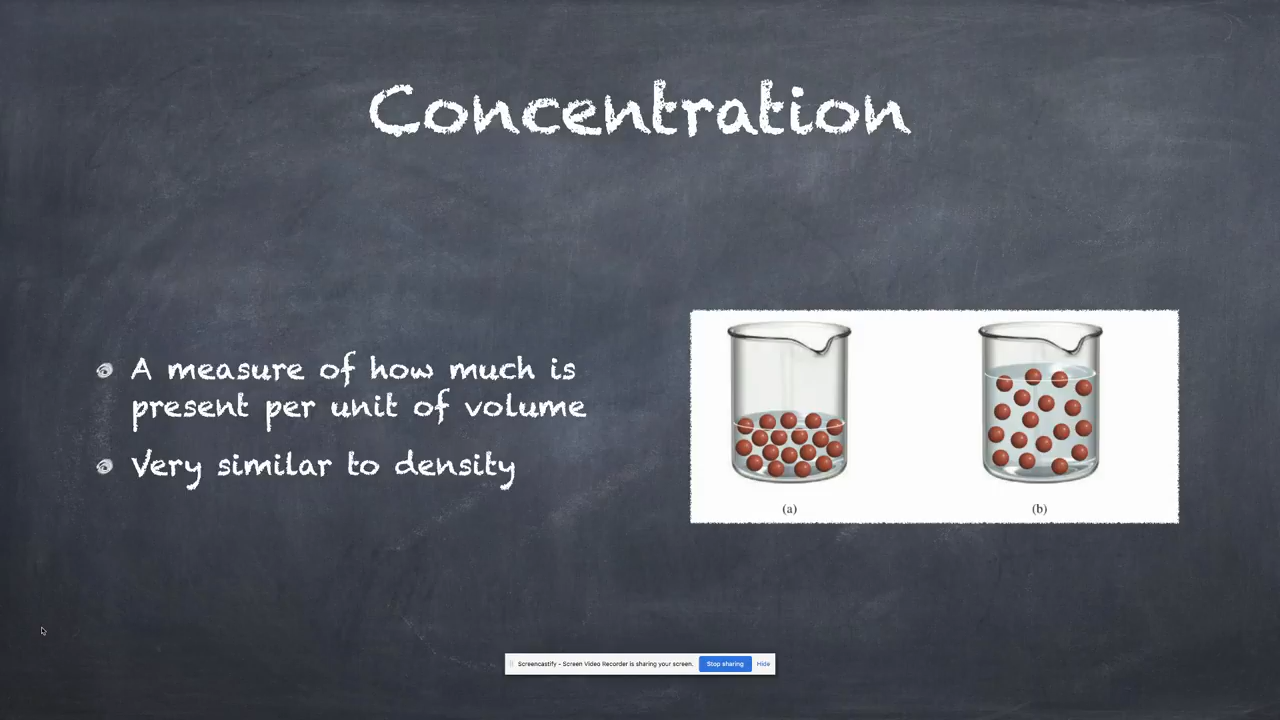 Concentration
A measure of how much is
present per unit of volume
Very similar to density
(a)
(b)
Screencastify - Screen Video Recorder is sharing your screen.
Stop sharing
Hide